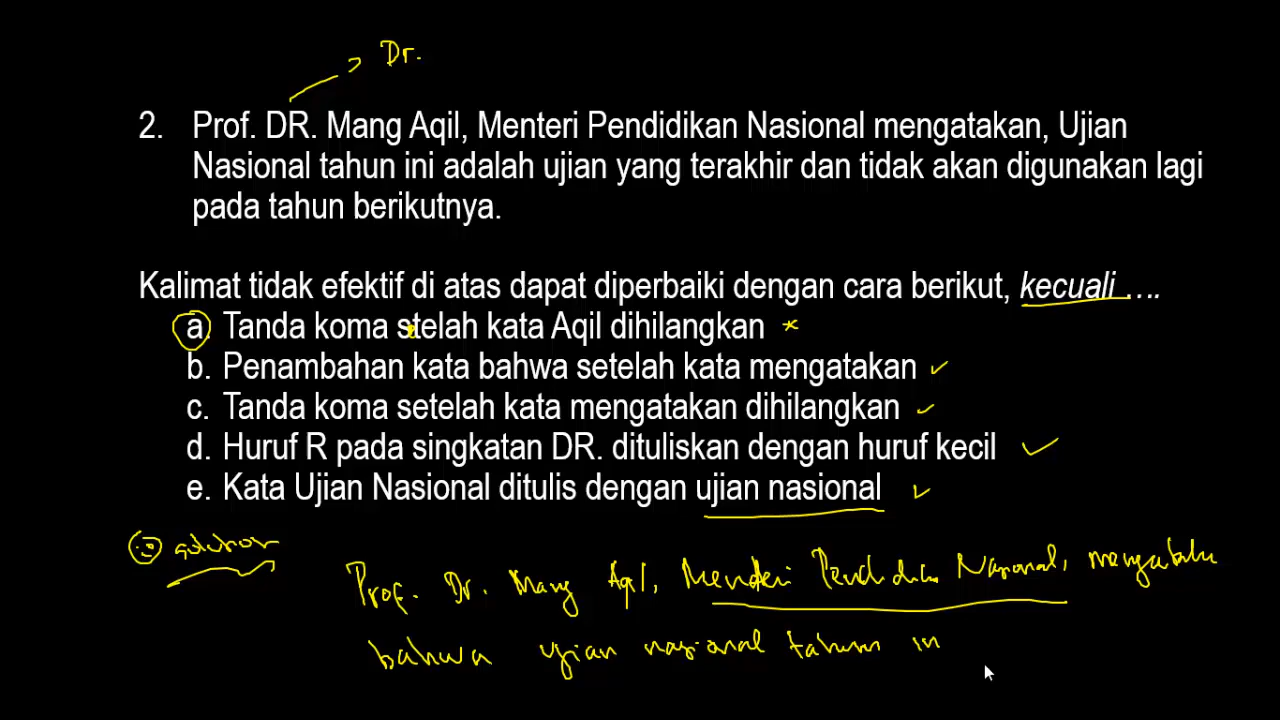 Dr.
2. Prof. DR. Mang Aqil, Menteri Pendidikan Nasional mengatakan, Ujian
Nasional tahun ini adalah ujian yang terakhir dan tidak akan digunakan lagi
pada tahun berikutnya.
Kalimat tidak efektif di atas dapat diperbaiki dengan cara berikut, kecuali ....
a. Tanda koma stelah kata Aqil dihilangkan
b. Penambahan kata bahwa setelah kata mengatakan
c. Tanda koma setelah kata mengatakan dihilangkan
d. Huruf R pada singkatan DR. dituliskan dengan huruf kecil
e. Kata Ujian Nasional ditulis dengan ujian nasional
Prof. Dr. Mang Aqil, Menteri Pendidikan Nasional,
bahwa ujian nasional tahun in